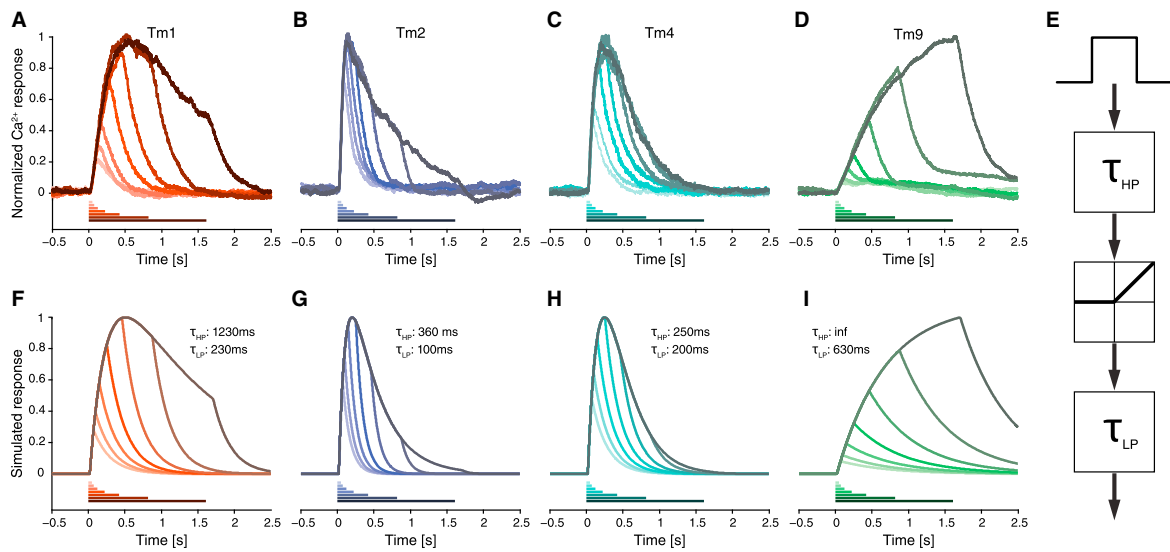 A
B
C
D
E
Tm1
Tm2
Tm4
Tm9
Normalized Ca²⁺ response
1
0.8
0.6
0.4
0.2
0
−0.5 0 0.5 1 1.5 2 2.5
−0.5 0 0.5 1 1.5 2 2.5
−0.5 0 0.5 1 1.5 2 2.5
−0.5 0 0.5 1 1.5 2 2.5
Time [s]
Time [s]
Time [s]
Time [s]
τHP
τLP
F
G
H
I
τHP: 1230ms
τLP: 230ms
τHP: 360 ms
τLP: 100ms
τHP: 250ms
τLP: 200ms
τHP: inf
τLP: 630ms
Simulated response
1
0.8
0.6
0.4
0.2
0
−0.5 0 0.5 1 1.5 2 2.5
−0.5 0 0.5 1 1.5 2 2.5
−0.5 0 0.5 1 1.5 2 2.5
−0.5 0 0.5 1 1.5 2 2.5
Time [s]
Time [s]
Time [s]
Time [s]